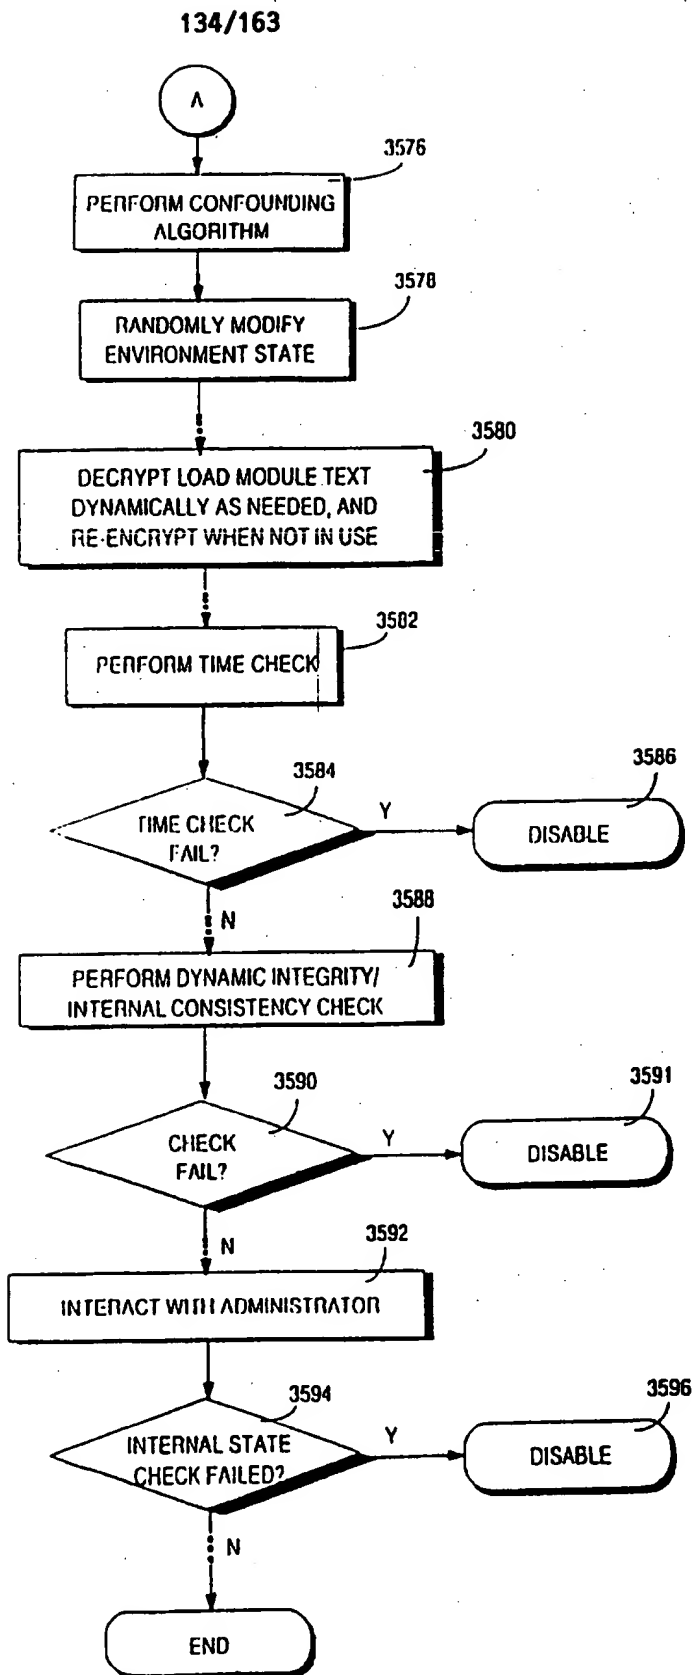 134/163
A
3576
PERFORM CONFOUNDING
ALGORITHM
3578
RANDOMLY MODIFY
ENVIRONMENT STATE
3580
DECRYPT LOAD MODULE TEXT
DYNAMICALLY AS NEEDED, AND
RE-ENCRYPT WHEN NOT IN USE
3582
PERFORM TIME CHECK
3584
TIME CHECK
FAIL?
Y
3586
DISABLE
N
3588
PERFORM DYNAMIC INTEGRITY/
INTERNAL CONSISTENCY CHECK
3590
CHECK
FAIL?
Y
3591
DISABLE
N
3592
INTERACT WITH ADMINISTRATOR
3594
INTERNAL STATE
CHECK FAILED?
Y
3596
DISABLE
N
END